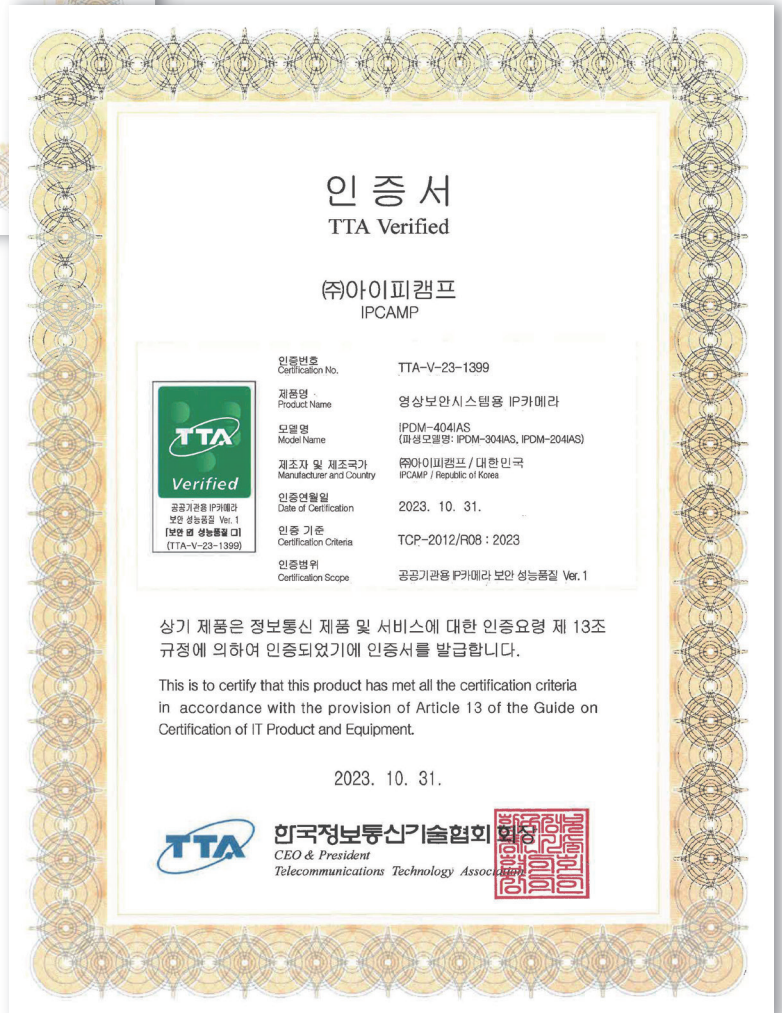 인 증 서
TTA Verified
㈜아이피캠프
IPCAMP
인증번호
Certification No.
TTA-V-23-1399
제품명
Product Name
영상보안시스템용 IP카메라
모델명
Model Name
IPDM-404IAS
(파생모델명: IPDM-304IAS, IPDM-204IAS)
제조자 및 제조국가
Manufacturer and Country
㈜아이피캠프 / 대한민국
IPCAMP / Republic of Korea
인증연월일
Date of Certification
2023. 10. 31.
인증 기준
Certification Criteria
TCP-2012/R08 : 2023
인증범위
Certification Scope
공공기관용 IP카메라 보안 성능품질 Ver. 1
TTA
Verified
공공기관용 IP카메라
보안 성능품질 Ver. 1
[보안 ☑ 성능품질 □]
(TTA-V-23-1399)
상기 제품은 정보통신 제품 및 서비스에 대한 인증요령 제 13조
규정에 의하여 인증되었기에 인증서를 발급합니다.
This is to certify that this product has met all the certification criteria
in accordance with the provision of Article 13 of the Guide on
Certification of IT Product and Equipment.
2023. 10. 31.
TTA
한국정보통신기술협회 회장
CEO & President
Telecommunications Technology Association